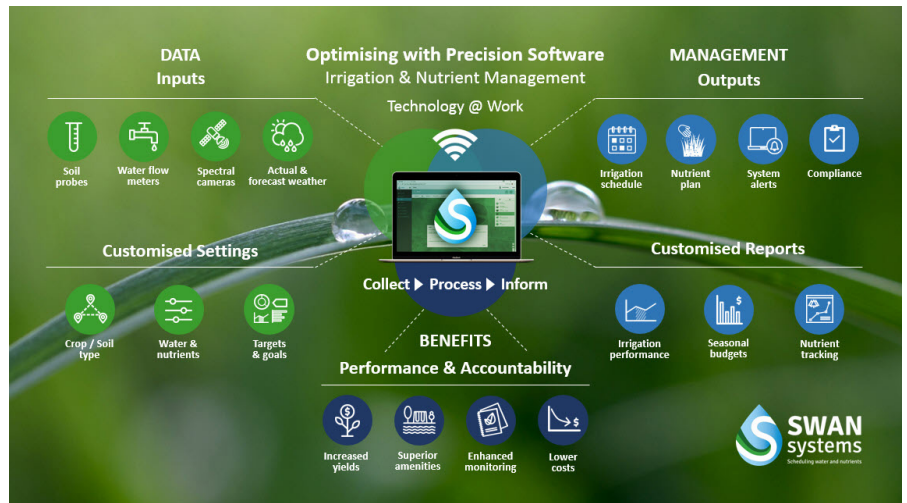 DATA
Inputs
Soil
probes
Water flow
meters
Spectral
cameras
Actual &
forecast weather
Customised Settings
Crop / Soil
type
Water &
nutrients
Targets
& goals
Optimising with Precision Software
Irrigation & Nutrient Management
Technology @ Work
Collect ▶ Process ▶ Inform
BENEFITS
Performance & Accountability
Increased
yields
Superior
amenities
Enhanced
monitoring
Lower
costs
MANAGEMENT
Outputs
Irrigation
schedule
Nutrient
plan
System
alerts
Compliance
Customised Reports
Irrigation
performance
Seasonal
budgets
Nutrient
tracking
SWAN
systems
Scheduling water and nutrients